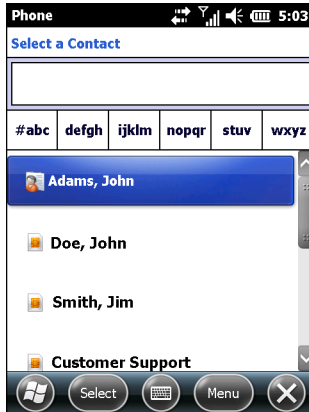 Phone 5:03
Select a Contact
#abc defgh ijklm nopqr stuv wxyz
Adams, John
Doe, John
Smith, Jim
Customer Support
Select Menu